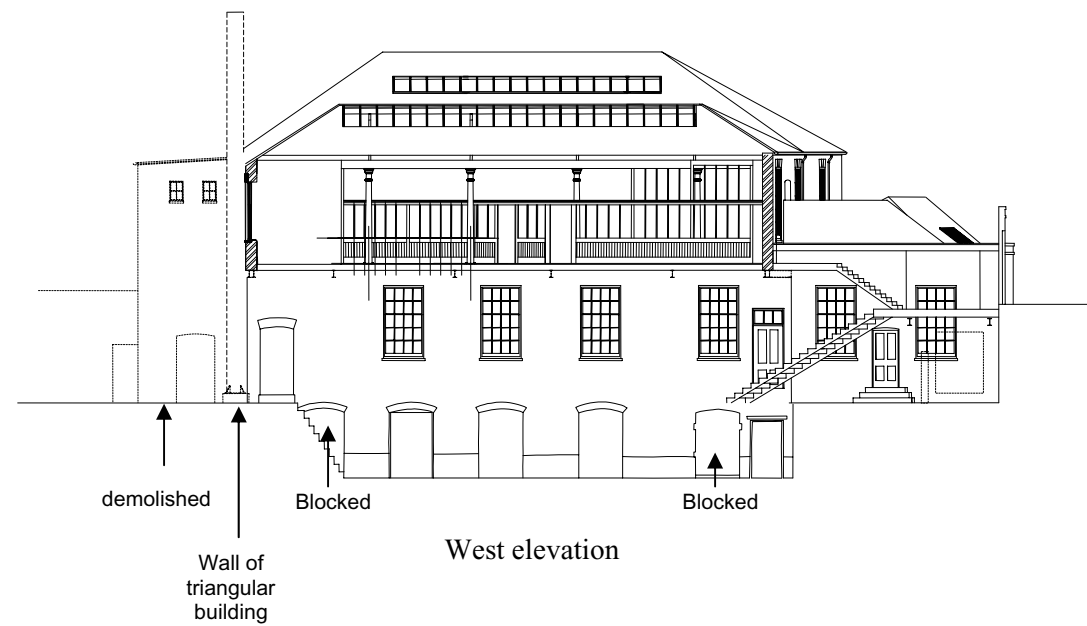 demolished
Blocked
Blocked
Wall of
triangular
building
West elevation